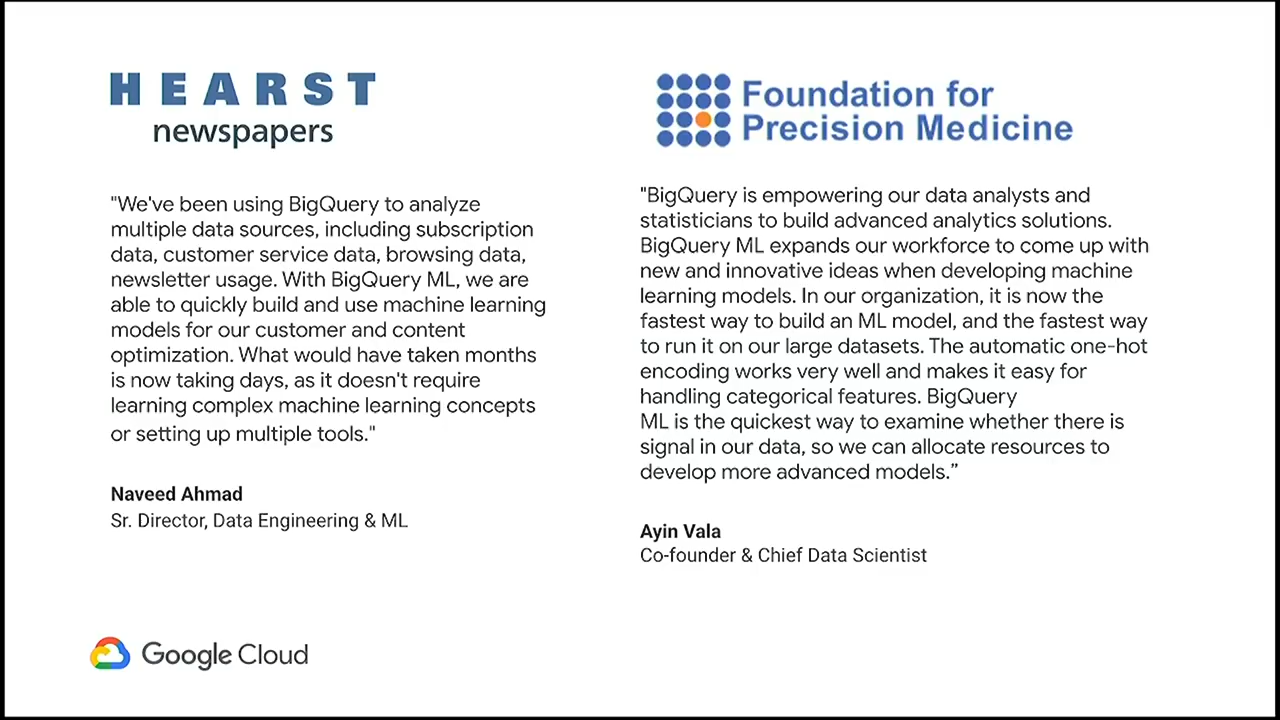 HEARST
newspapers
"We've been using BigQuery to analyze
multiple data sources, including subscription
data, customer service data, browsing data,
newsletter usage. With BigQuery ML, we are
able to quickly build and use machine learning
models for our customer and content
optimization. What would have taken months
is now taking days, as it doesn't require
learning complex machine learning concepts
or setting up multiple tools."
Naveed Ahmad
Sr. Director, Data Engineering & ML
Foundation for
Precision Medicine
"BigQuery is empowering our data analysts and
statisticians to build advanced analytics solutions.
BigQuery ML expands our workforce to come up with
new and innovative ideas when developing machine
learning models. In our organization, it is now the
fastest way to build an ML model, and the fastest way
to run it on our large datasets. The automatic one-hot
encoding works very well and makes it easy for
handling categorical features. BigQuery
ML is the quickest way to examine whether there is
signal in our data, so we can allocate resources to
develop more advanced models.”
Ayin Vala
Co-founder & Chief Data Scientist
Google Cloud